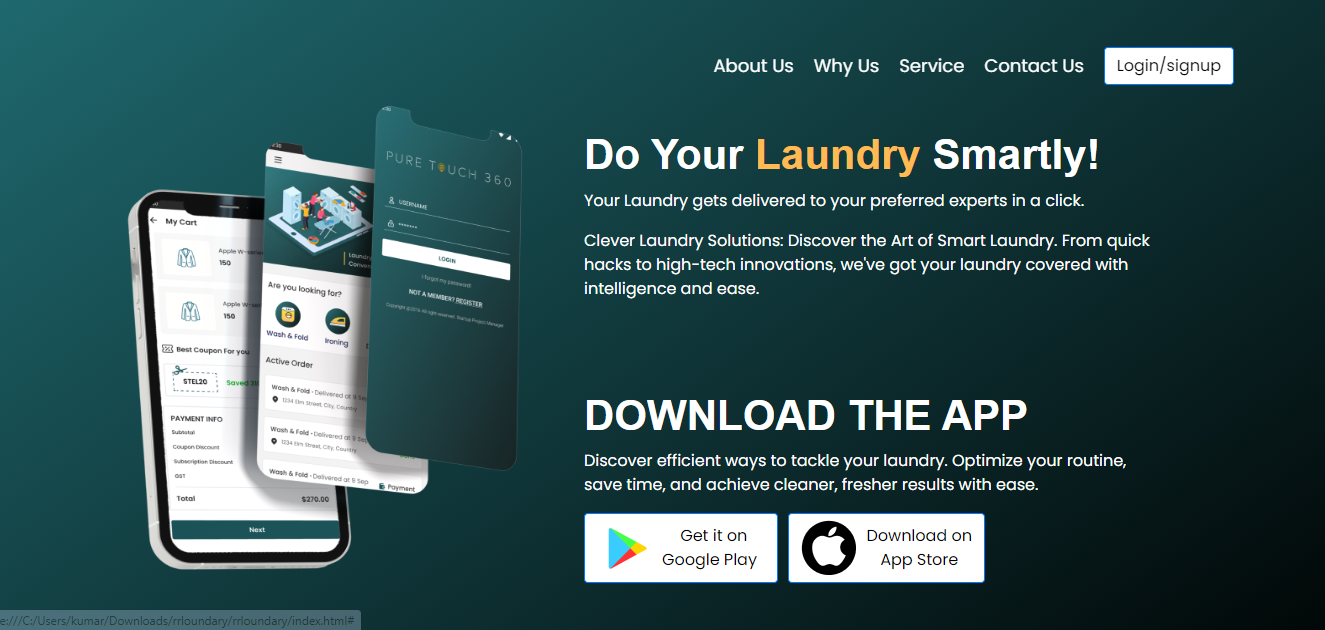 About Us Why Us Service Contact Us Login/signup
Do Your Laundry Smartly!
Your Laundry gets delivered to your preferred experts in a click.
Clever Laundry Solutions: Discover the Art of Smart Laundry. From quick
hacks to high-tech innovations, we've got your laundry covered with
intelligence and ease.
DOWNLOAD THE APP
Discover efficient ways to tackle your laundry. Optimize your routine,
save time, and achieve cleaner, fresher results with ease.
Get it on
Google Play
Download on
App Store
My Cart
Apple W-series
150
Apple W-seri
150
Best Coupon For you
STEL20
Saved
PAYMENT INFO
Subtotal
Coupon Discount
Subscription Discount
GST
Total $270.00
Next
Laundry
Conven
Are you looking for?
Wash & Fold
Ironing
Active Order
Wash & Fold - Delivered at 9 Sep
1234 Elm Street, City, Country
Wash & Fold - Delivered at 9 Sep
1234 Elm Street, City, Country
Wash & Fold - Delivered at 9 Sep
Payment
PURE TOUCH 360
USERNAME
LOGIN
I forgot my password!
NOT A MEMBER? REGISTER
Copyright @2019. All right reserved. Startup Project Manager
e:///C:/Users/kumar/Downloads/rrloundary/rrloundary/index.html#